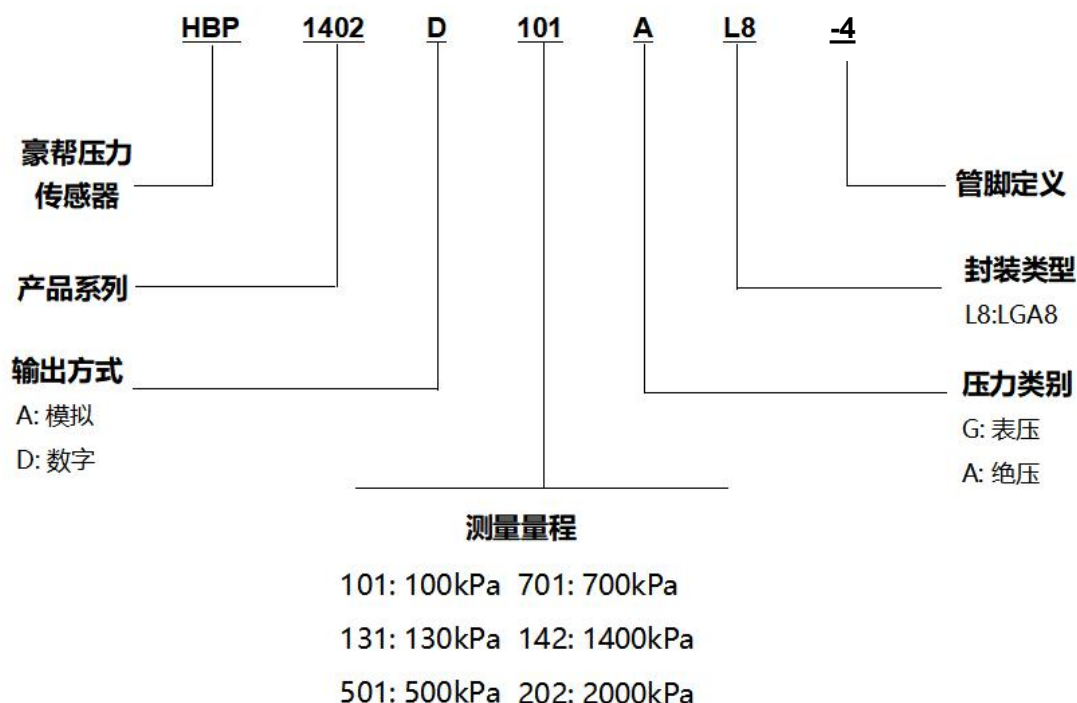 HBP 1402 D 101 A L8 -4
豪帮压力
传感器
管脚定义
产品系列
封装类型
L8:LGA8
输出方式
A: 模拟
D: 数字
压力类别
G: 表压
A: 绝压
测量量程
101: 100kPa 701: 700kPa
131: 130kPa 142: 1400kPa
501: 500kPa 202: 2000kPa